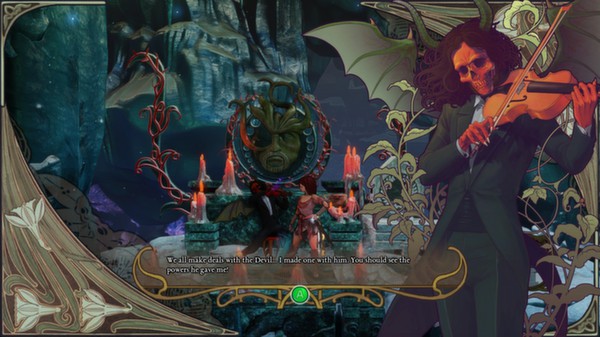 We all make deals with the Devil. I made one with him. You should see the
powers he gave me!
A